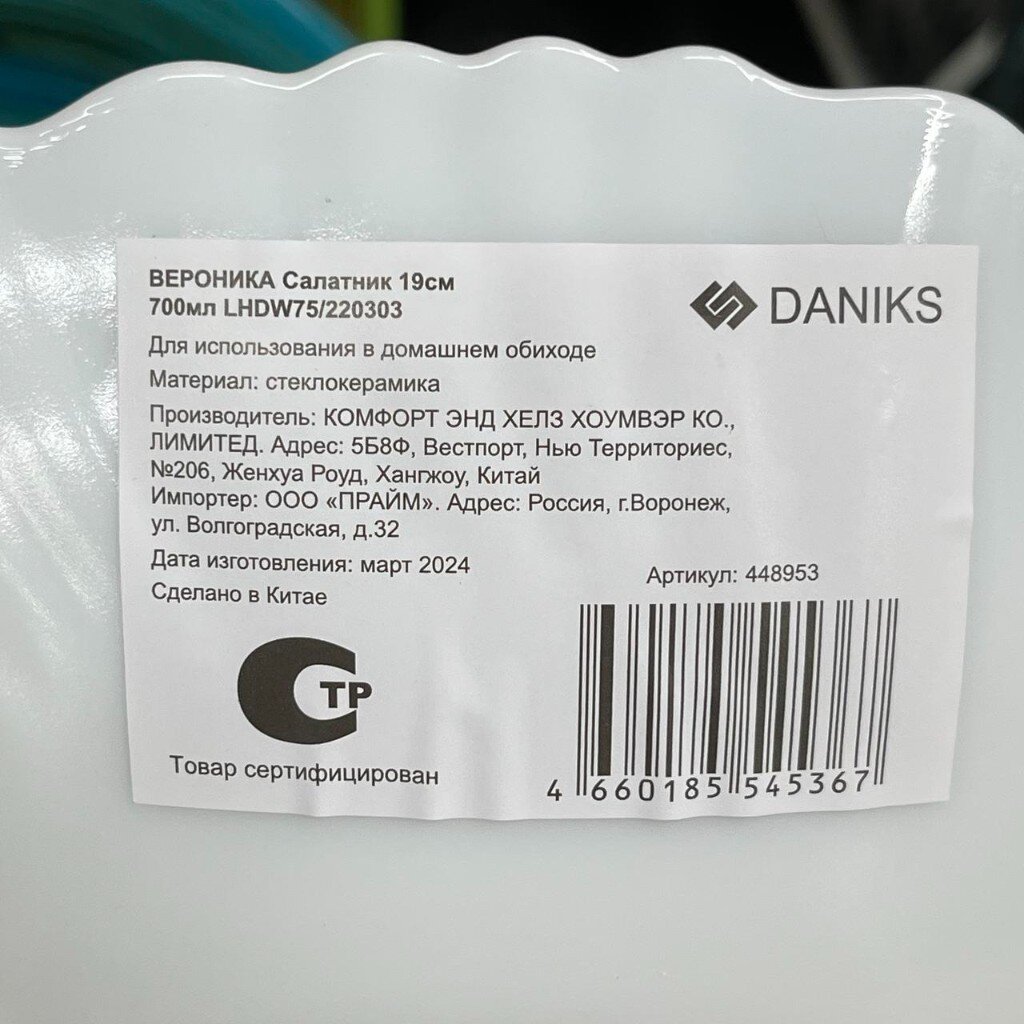 ВЕРОНИКА Салатник 19см
700мл LHDW75/220303
DANIKS
Для использования в домашнем обиходе
Материал: стеклокерамика
Производитель: КОМФОРТ ЭНД ХЕЛЗ ХОУМВЭР КО.,
ЛИМИТЕД. Адрес: 5Б8Ф, Вестпорт, Нью Территориес,
№206, Женхуа Роуд, Хангжоу, Китай
Импортер: ООО «ПРАЙМ». Адрес: Россия, г.Воронеж,
ул. Волгоградская, д.32
Дата изготовления: март 2024
Сделано в Китае
Артикул: 448953
СТР
Товар сертифицирован
4 660185 545367